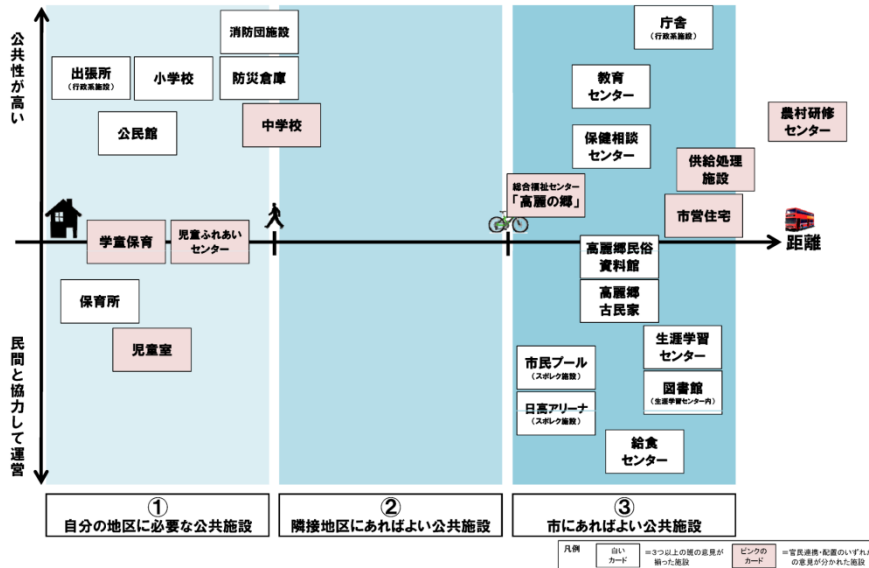 公共性が高い
民間と協力して運営
消防団施設
出張所
(行政系施設)
小学校
防災倉庫
公民館
中学校
学童保育
児童ふれあい
センター
保育所
児童室
庁舎
(行政系施設)
教育
センター
保健相談
センター
農村研修
センター
供給処理
施設
総合福祉センター
「高麗の郷」
市営住宅
距離
高麗郷民俗
資料館
高麗郷
古民家
生涯学習
センター
市民プール
(スポレク施設)
図書館
(生涯学習センター内)
日高アリーナ
(スポレク施設)
給食
センター
①
自分の地区に必要な公共施設
②
隣接地区にあればよい公共施設
③
市にあればよい公共施設
凡例
白い
カード
=3つ以上の班の意見が
揃った施設
ピンクの
カード
=官民連携・配置のいずれか
の意見が分かれた施設